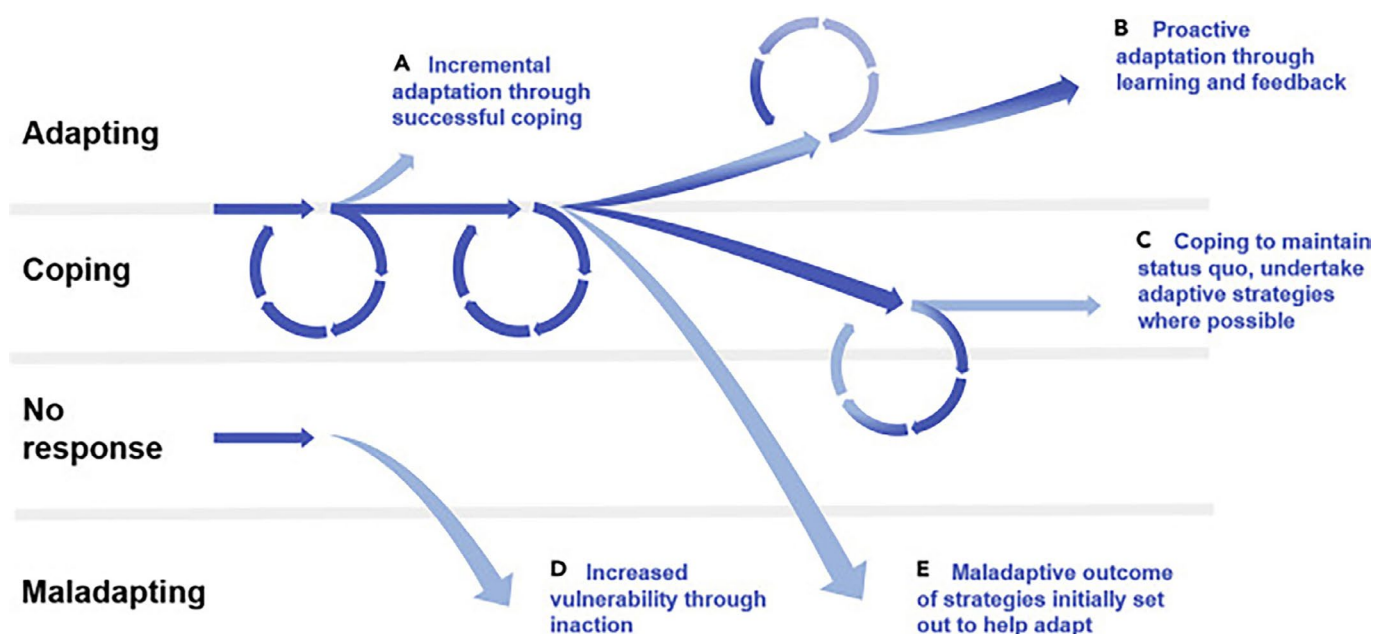 Adapting
A Incremental
adaptation through
successful coping
B Proactive
adaptation through
learning and feedback
Coping
C Coping to maintain
status quo, undertake
adaptive strategies
where possible
No
response
Maladapting
D Increased
vulnerability through
inaction
E Maladaptive outcome
of strategies initially set
out to help adapt